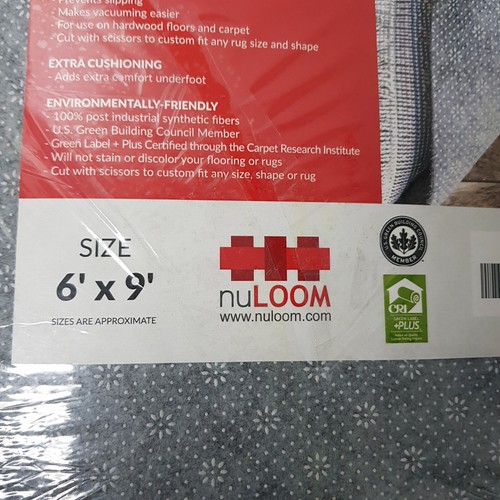 - Prevents slipping
- Makes vacuuming easier
- For use on hardwood floors and carpet
- Cut with scissors to custom fit any rug size and shape
EXTRA CUSHIONING
- Adds extra comfort underfoot
ENVIRONMENTALLY-FRIENDLY
- 100% post industrial synthetic fibers
- U.S. Green Building Council Member
- Green Label + Plus Certified through the Carpet Research Institute
- Will not stain or discolor your flooring or rugs
- Cut with scissors to custom fit any size, shape or rug
SIZE
6' x 9'
SIZES ARE APPROXIMATE
nuLOOM
www.nuloom.com
U.S. GREEN BUILDING COUNCIL
MEMBER
CRI
GREEN LABEL
+PLUS